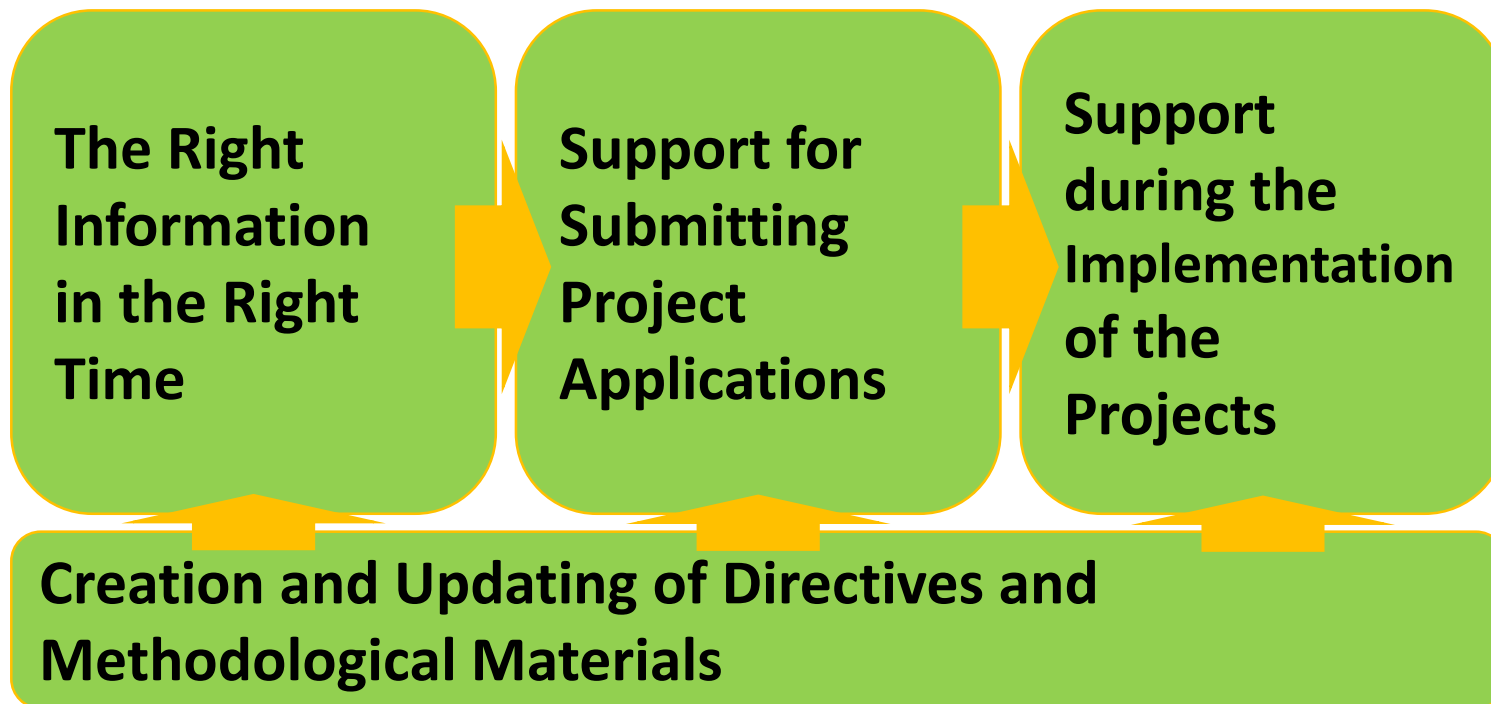 The Right
Information
in the Right
Time
Support for
Submitting
Project
Applications
Support
during the
Implementation
of the
Projects
Creation and Updating of Directives and
Methodological Materials